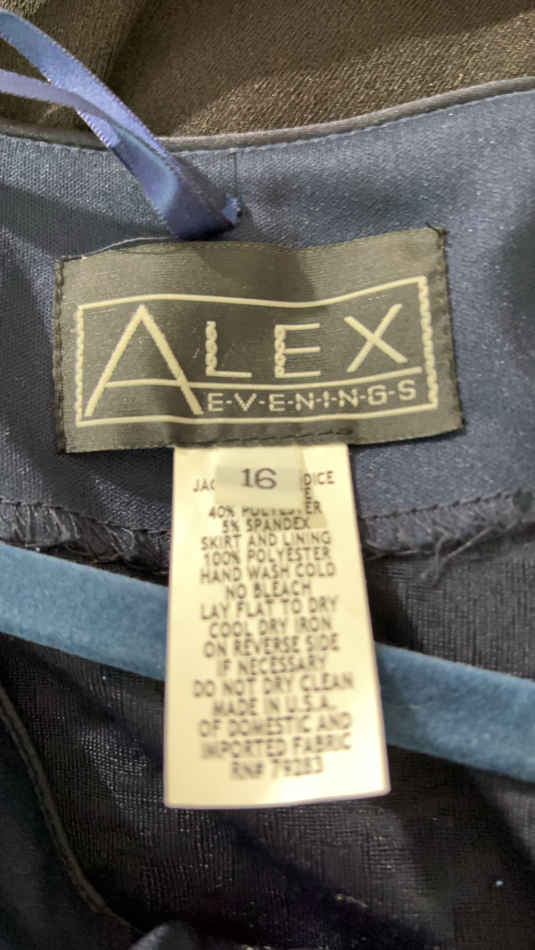 ALEX
E-V-E-N-I-N-G-S
16
40% POLYESTER
5% SPANDEX
SKIRT AND LINING
100% POLYESTER
HAND WASH COLD
NO BLEACH
LAY FLAT TO DRY
COOL DRY IRON
ON REVERSE SIDE
IF NECESSARY
DO NOT DRY CLEAN
MADE IN U.S.A.
OF DOMESTIC AND
IMPORTED FABRIC
RN# 79283